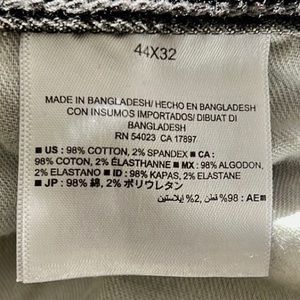 44X32
MADE IN BANGLADESH/ HECHO EN BANGLADESH
CON INSUMOS IMPORTADOS/ DIBUAT DI
BANGLADESH
RN 54023 CA 17897
■ US : 98% COTTON, 2% SPANDEX ■ CA :
98% COTON, 2% ÉLASTHANNE ■ MX : 98% ALGODON,
2% ELASTANO ■ ID : 98% KAPAS, 2% ELASTANE
■ JP : 98% 綿, 2% ポリウレタン
■ AE: 98% قطن, 2% إيلاستين